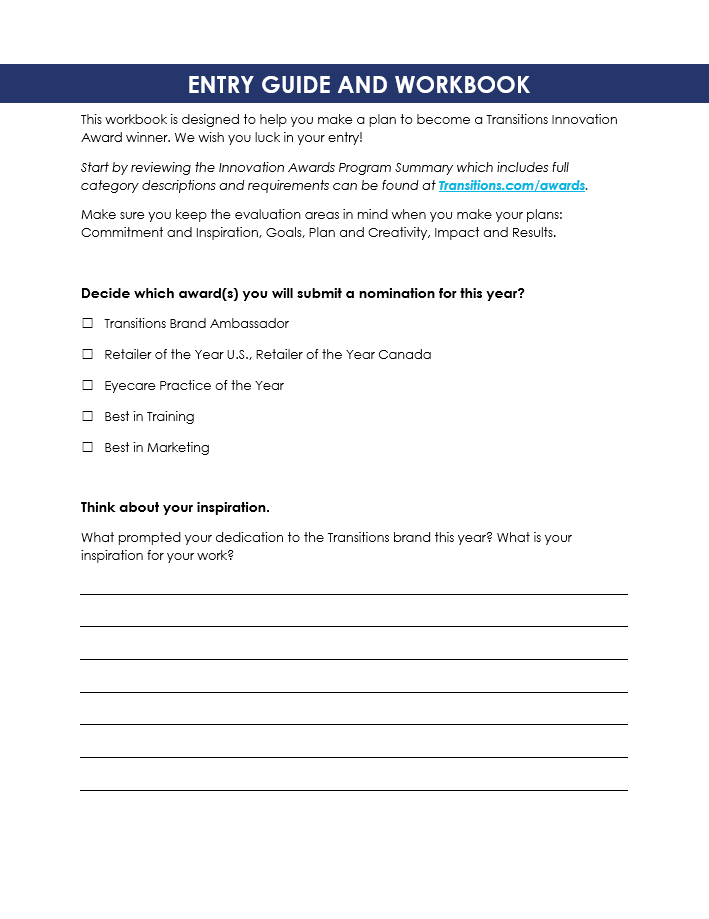 ENTRY GUIDE AND WORKBOOK
This workbook is designed to help you make a plan to become a Transitions Innovation
Award winner. We wish you luck in your entry!
Start by reviewing the Innovation Awards Program Summary which includes full
category descriptions and requirements can be found at Transitions.com/awards.
Make sure you keep the evaluation areas in mind when you make your plans:
Commitment and Inspiration, Goals, Plan and Creativity, Impact and Results.
Decide which award(s) you will submit a nomination for this year?
☐ Transitions Brand Ambassador
☐ Retailer of the Year U.S., Retailer of the Year Canada
☐ Eyecare Practice of the Year
☐ Best in Training
☐ Best in Marketing
Think about your inspiration.
What prompted your dedication to the Transitions brand this year? What is your
inspiration for your work?